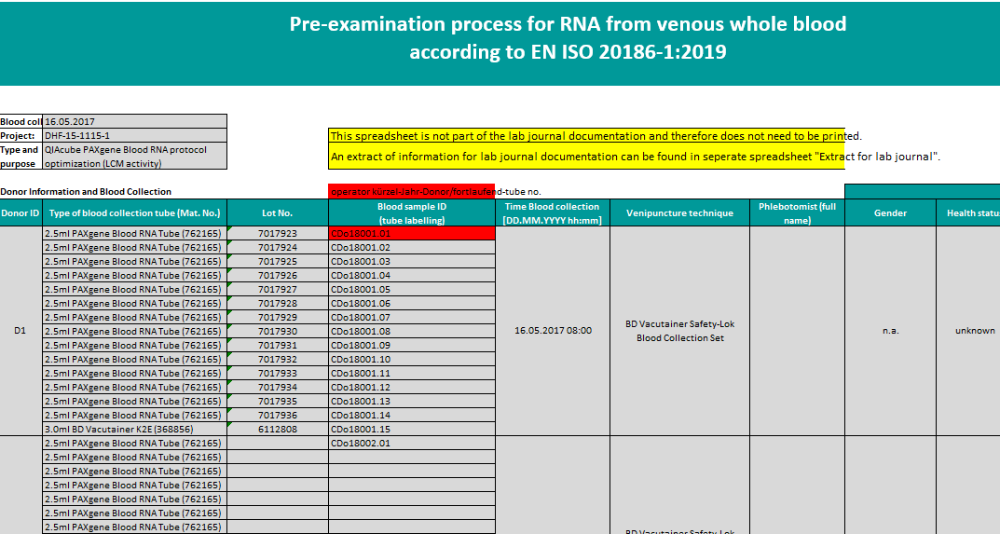 Pre-examination process for RNA from venous whole blood
according to EN ISO 20186-1:2019
Blood coll 16.05.2017
Project: DHF-15-1115-1
Type and QIAcube PAXgene Blood RNA protocol
purpose optimization (LCM activity)
This spreadsheet is not part of the lab journal documentation and therefore does not need to be printed.
An extract of information for lab journal documentation can be found in seperate spreadsheet "Extract for lab journal".
Donor Information and Blood Collection operator kürzel-Jahr-Donor/fortlaufend-tube no.
Donor ID Type of blood collection tube (Mat. No.) Lot No. Blood sample ID (tube labelling) Time Blood collection [DD.MM.YYYY hh:mm] Venipuncture technique Phlebotomist (full name) Gender Health status
2.5ml PAXgene Blood RNA Tube (762165) 7017923 CDo18001.01
2.5ml PAXgene Blood RNA Tube (762165) 7017924 CDo18001.02
2.5ml PAXgene Blood RNA Tube (762165) 7017925 CDo18001.03
2.5ml PAXgene Blood RNA Tube (762165) 7017926 CDo18001.04
2.5ml PAXgene Blood RNA Tube (762165) 7017927 CDo18001.05
2.5ml PAXgene Blood RNA Tube (762165) 7017928 CDo18001.06
2.5ml PAXgene Blood RNA Tube (762165) 7017929 CDo18001.07
D1 2.5ml PAXgene Blood RNA Tube (762165) 7017930 CDo18001.08 16.05.2017 08:00 BD Vacutainer Safety-Lok Blood Collection Set n.a. unknown
2.5ml PAXgene Blood RNA Tube (762165) 7017931 CDo18001.09
2.5ml PAXgene Blood RNA Tube (762165) 7017932 CDo18001.10
2.5ml PAXgene Blood RNA Tube (762165) 7017933 CDo18001.11
2.5ml PAXgene Blood RNA Tube (762165) 7017934 CDo18001.12
2.5ml PAXgene Blood RNA Tube (762165) 7017935 CDo18001.13
2.5ml PAXgene Blood RNA Tube (762165) 7017936 CDo18001.14
3.0ml BD Vacutainer K2E (368856) 6112808 CDo18001.15
2.5ml PAXgene Blood RNA Tube (762165) CDo18002.01
2.5ml PAXgene Blood RNA Tube (762165)
2.5ml PAXgene Blood RNA Tube (762165)
2.5ml PAXgene Blood RNA Tube (762165)
2.5ml PAXgene Blood RNA Tube (762165)
2.5ml PAXgene Blood RNA Tube (762165)
2.5ml PAXgene Blood RNA Tube (762165)
BD Vacutainer Safety-Lok